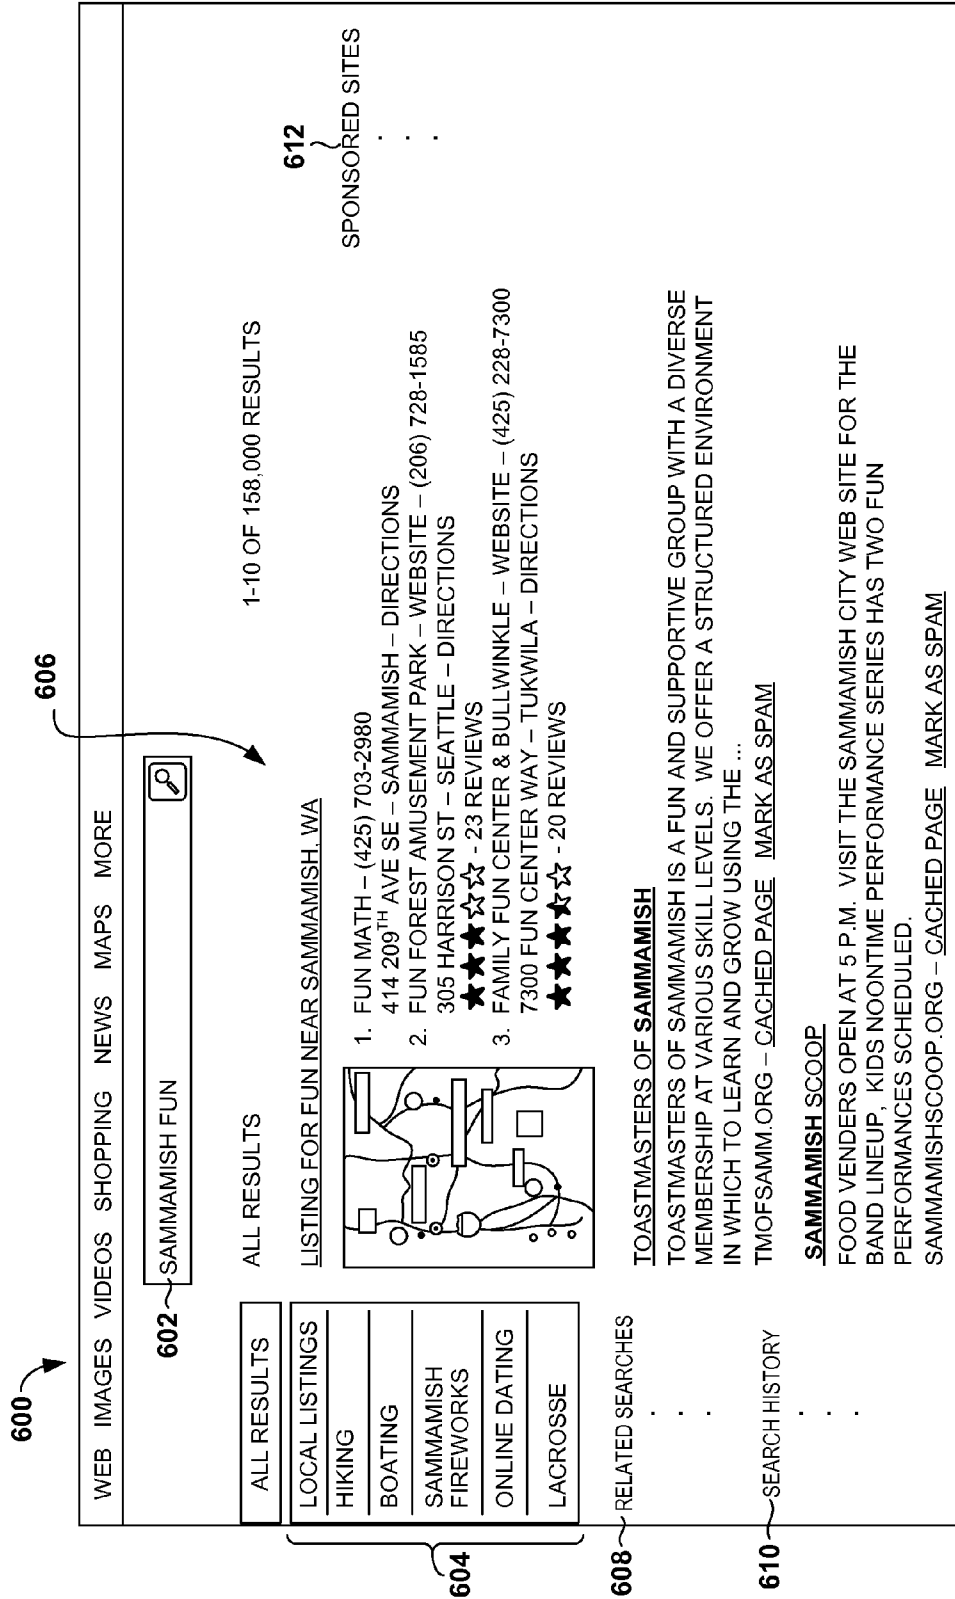 600
WEB IMAGES VIDEOS SHOPPING NEWS MAPS MORE
602
SAMMAMISH FUN
606
ALL RESULTS
ALL RESULTS
1-10 OF 158,000 RESULTS
604
LOCAL LISTINGS
HIKING
BOATING
SAMMAMISH
FIREWORKS
ONLINE DATING
LACROSSE
608
RELATED SEARCHES
610
SEARCH HISTORY
LISTING FOR FUN NEAR SAMMAMISH, WA
1. FUN MATH – (425) 703-2980
414 209TH AVE SE – SAMMAMISH – DIRECTIONS
2. FUN FOREST AMUSEMENT PARK – WEBSITE – (206) 728-1585
305 HARRISON ST – SEATTLE – DIRECTIONS
★★★☆☆ - 23 REVIEWS
3. FAMILY FUN CENTER & BULLWINKLE – WEBSITE – (425) 228-7300
7300 FUN CENTER WAY – TUKWILA – DIRECTIONS
- 20 REVIEWS
TOASTMASTERS OF SAMMAMISH
TOASTMASTERS OF SAMMAMISH IS A FUN AND SUPPORTIVE GROUP WITH A DIVERSE
MEMBERSHIP AT VARIOUS SKILL LEVELS. WE OFFER A STRUCTURED ENVIRONMENT
IN WHICH TO LEARN AND GROW USING THE ...
TMOFSAMM.ORG – CACHED PAGE MARK AS SPAM
SAMMAMISH SCOOP
FOOD VENDERS OPEN AT 5 P.M. VISIT THE SAMMAMISH CITY WEB SITE FOR THE
BAND LINEUP, KIDS NOONTIME PERFORMANCE SERIES HAS TWO FUN
PERFORMANCES SCHEDULED.
SAMMAMISHSCOOP.ORG – CACHED PAGE MARK AS SPAM
612
SPONSORED SITES